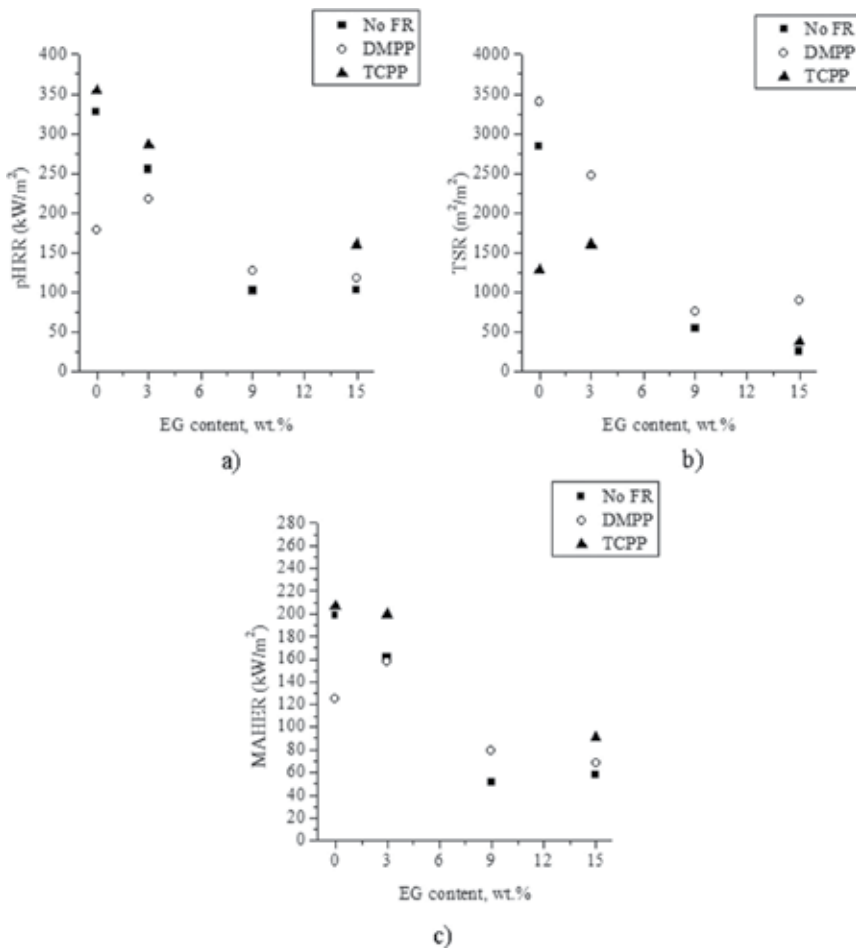 No FR
DMPP
TCPP
400
350
300
250
200
150
100
50
0
pHRR (kW/m²)
0 3 6 9 12 15
EG content, wt.%
a)
No FR
DMPP
TCPP
4000
3500
3000
2500
2000
1500
1000
500
0
TSR (m²/m²)
0 3 6 9 12 15
EG content, wt.%
b)
No FR
DMPP
TCPP
280
260
240
220
200
180
160
140
120
100
80
60
40
20
0
MAHER (kW/m²)
0 3 6 9 12 15
EG content, wt.%
c)